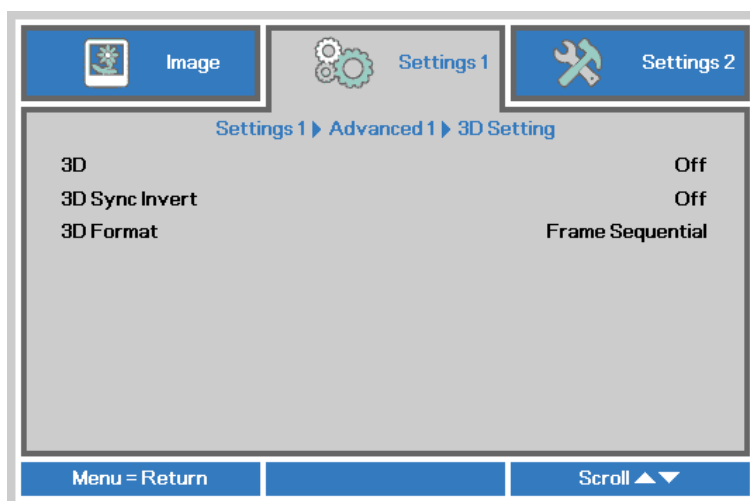 Image Settings 1 Settings 2
Settings 1 ▶ Advanced 1 ▶ 3D Setting
3D Off
3D Sync Invert Off
3D Format Frame Sequential
Menu = Return Scroll ▲▼